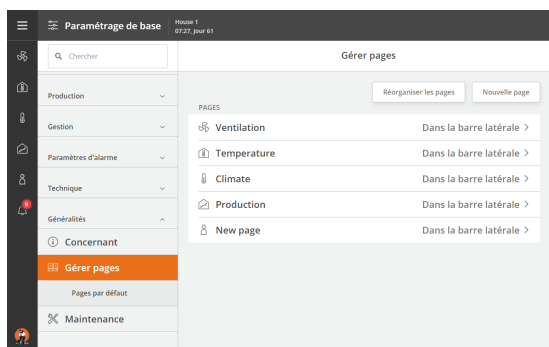 Paramétrage de base
House 1
07:27, Jour 61
Chercher
Gérer pages
Production
Gestion
Paramètres d'alarme
Technique
Généralités
Concernant
Gérer pages
Pages par défaut
Maintenance
Réorganiser les pages
Nouvelle page
PAGES
Ventilation Dans la barre latérale >
Temperature Dans la barre latérale >
Climate Dans la barre latérale >
Production Dans la barre latérale >
New page Dans la barre latérale >